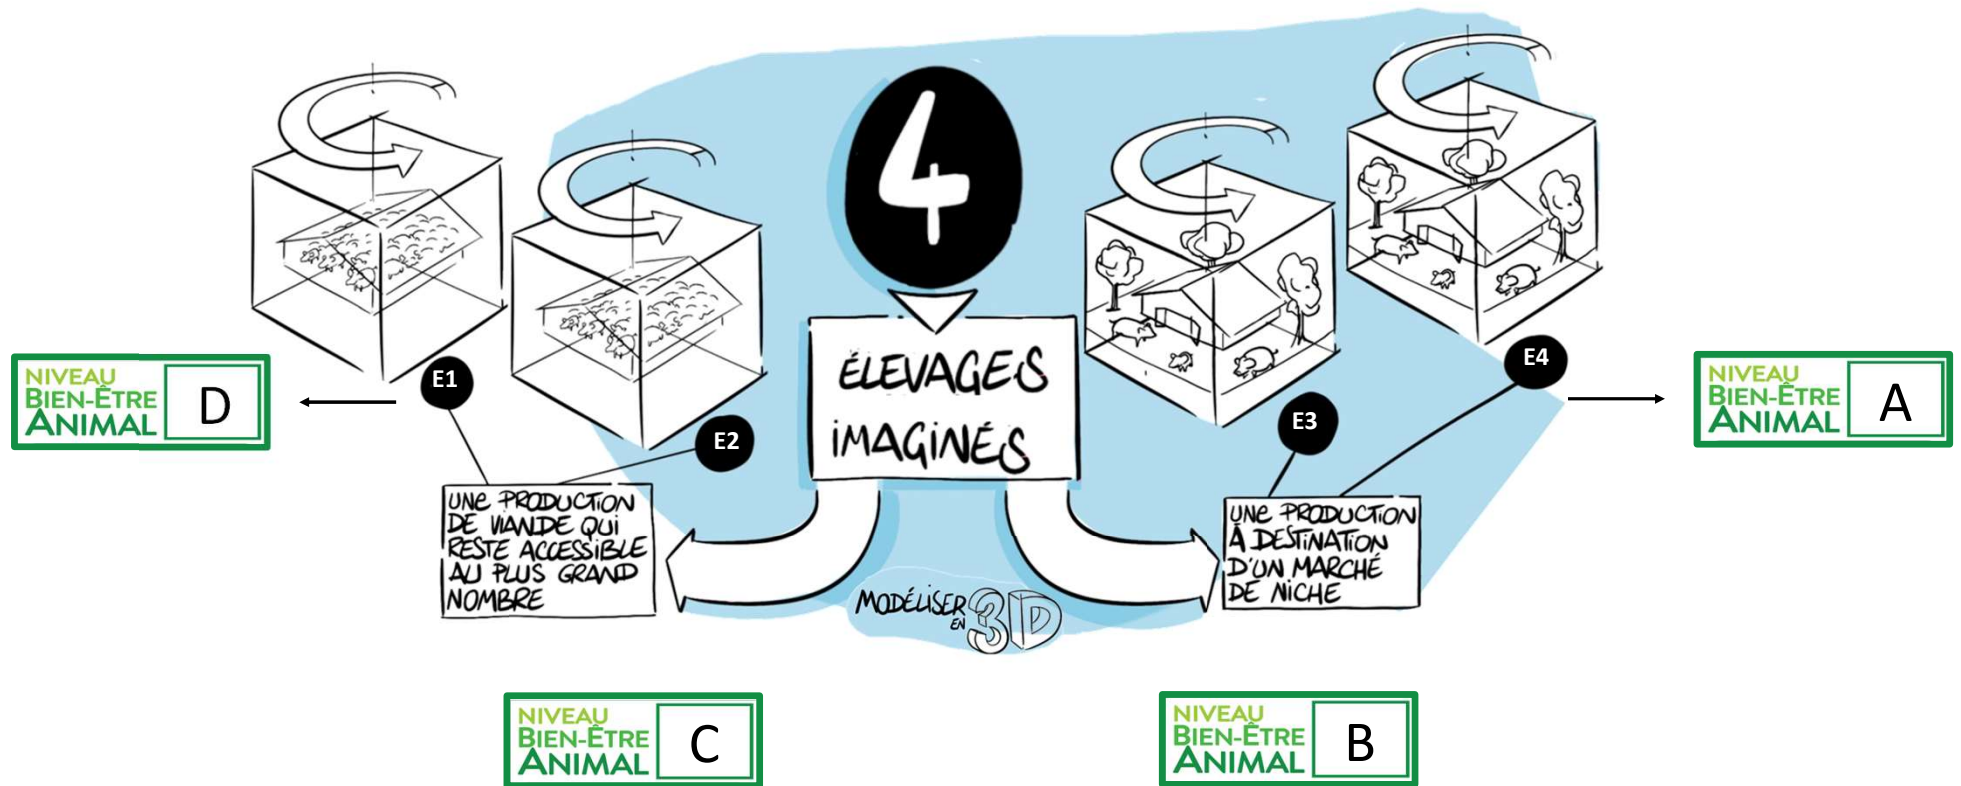 4
ÉLEVAGES
IMAGINÉS
E1
E2
E3
E4
NIVEAU
BIEN-ÊTRE
ANIMAL
D
NIVEAU
BIEN-ÊTRE
ANIMAL
A
UNE PRODUCTION
DE VIANDE QUI
RESTE ACCESSIBLE
AU PLUS GRAND
NOMBRE
UNE PRODUCTION
À DESTINATION
D'UN MARCHÉ
DE NICHE
MODÉLISER
EN
3D
NIVEAU
BIEN-ÊTRE
ANIMAL
C
NIVEAU
BIEN-ÊTRE
ANIMAL
B